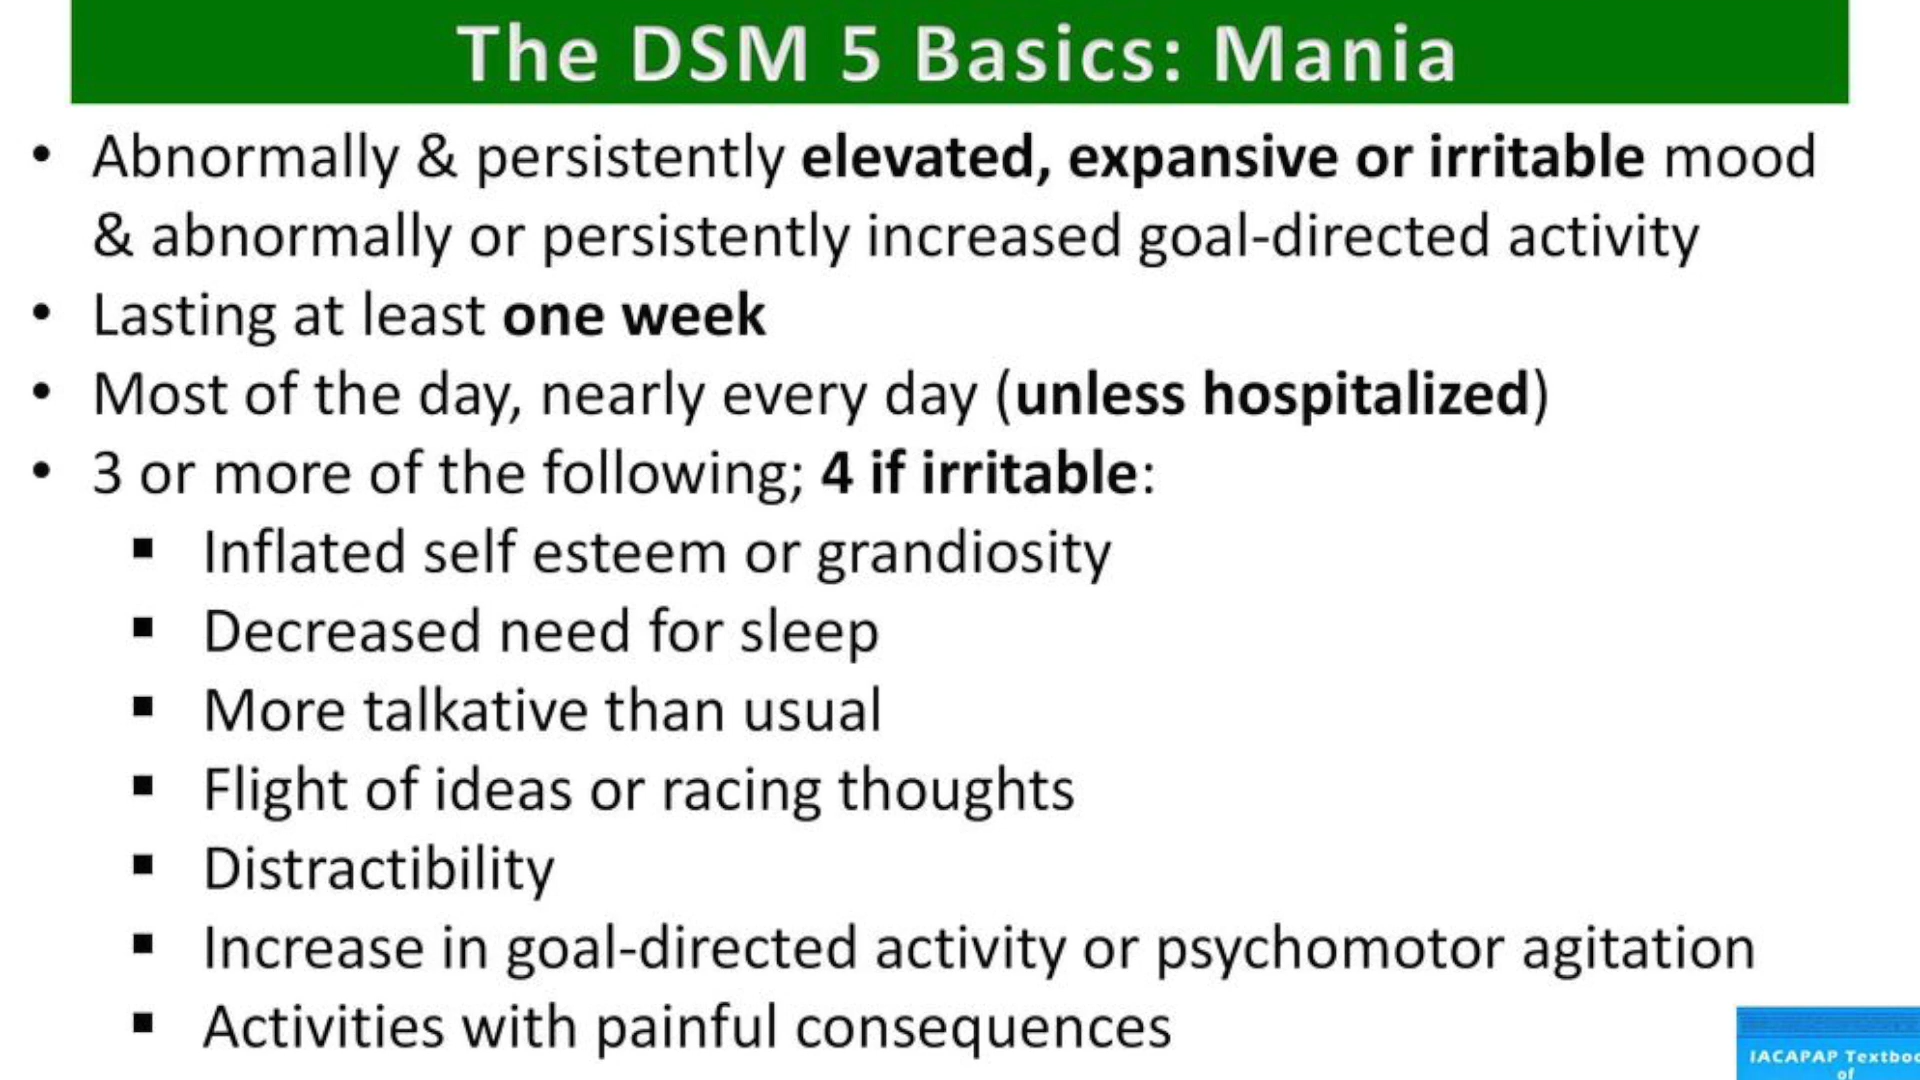 The DSM 5 Basics: Mania
• Abnormally & persistently elevated, expansive or irritable mood
& abnormally or persistently increased goal-directed activity
• Lasting at least one week
• Most of the day, nearly every day (unless hospitalized)
• 3 or more of the following; 4 if irritable:
▪ Inflated self esteem or grandiosity
▪ Decreased need for sleep
▪ More talkative than usual
▪ Flight of ideas or racing thoughts
▪ Distractibility
▪ Increase in goal-directed activity or psychomotor agitation
▪ Activities with painful consequences
IACAPAP Textboo
of